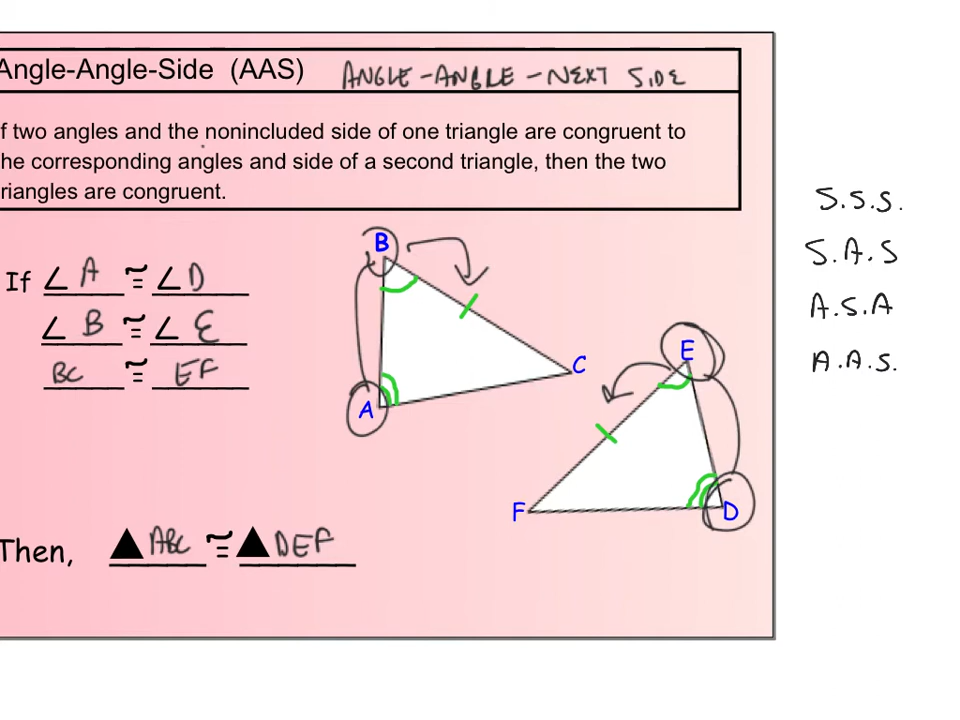 Angle-Angle-Side (AAS) ANGLE-ANGLE-NEXT SIDE
f two angles and the nonincluded side of one triangle are congruent to
he corresponding angles and side of a second triangle, then the two
riangles are congruent.
S.S.S.
S.A.S
A.S.A
A.A.S.
If ∠A ≅ ∠D
∠B ≅ ∠E
BC ≅ EF
B
C
A
E
F
D
Then, ▲ABC ≅ ▲DEF